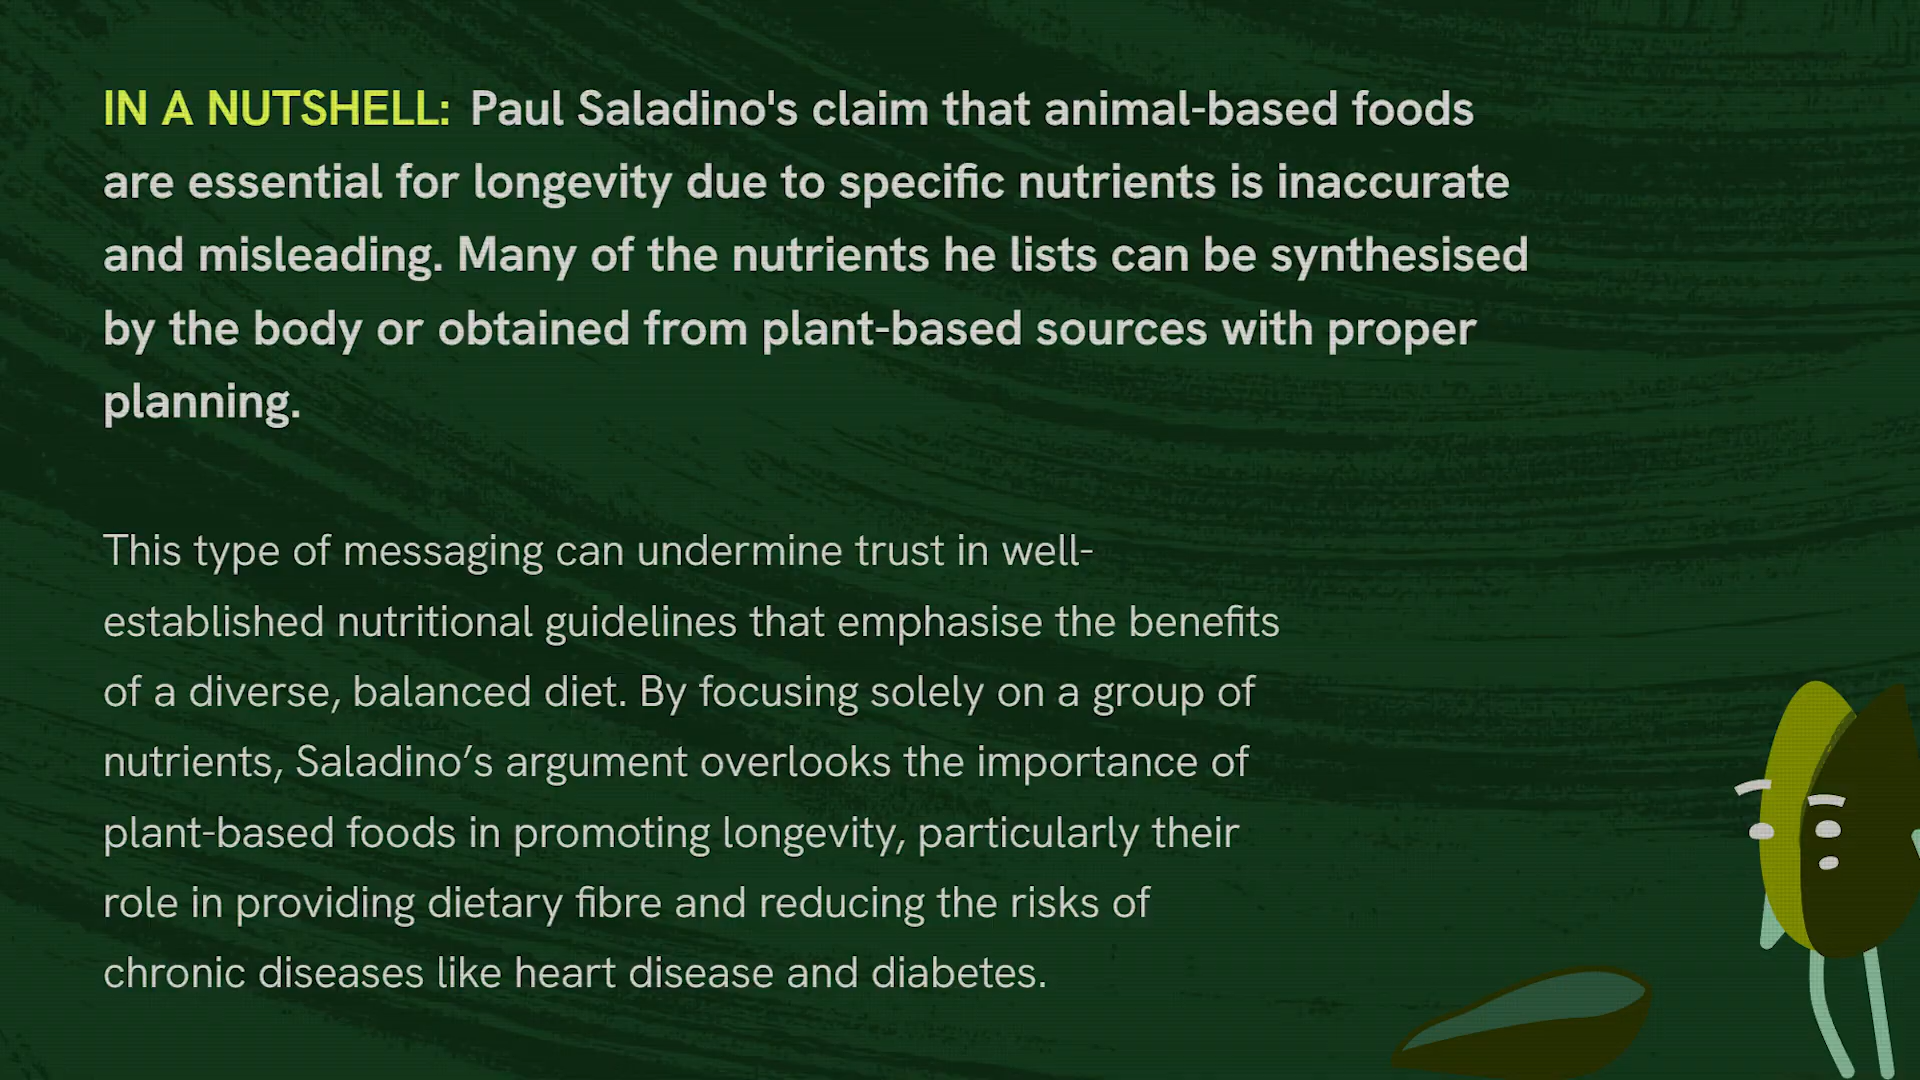 IN A NUTSHELL: Paul Saladino's claim that animal-based foods
are essential for longevity due to specific nutrients is inaccurate
and misleading. Many of the nutrients he lists can be synthesised
by the body or obtained from plant-based sources with proper
planning.
This type of messaging can undermine trust in well-
established nutritional guidelines that emphasise the benefits
of a diverse, balanced diet. By focusing solely on a group of
nutrients, Saladino’s argument overlooks the importance of
plant-based foods in promoting longevity, particularly their
role in providing dietary fibre and reducing the risks of
chronic diseases like heart disease and diabetes.